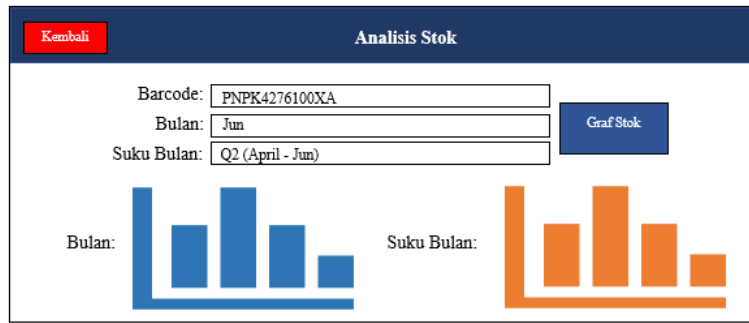 Kembali
Analisis Stok
Barcode: PNPK4276100XA
Bulan: Jun
Graf Stok
Suku Bulan: Q2 (April - Jun)
Bulan:
Suku Bulan: